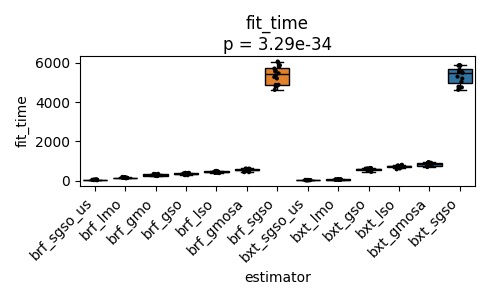 fit_time
p = 3.29e-34
fit_time
6000
4000
2000
0
brf_sgso_us
brf_lmo
brf_gmo
brf_gso
brf_lso
brf_gmosa
brf_sgso
bxt_sgso_us
bxt_lmo
bxt_gso
bxt_lso
bxt_gmosa
bxt_sgso
estimator